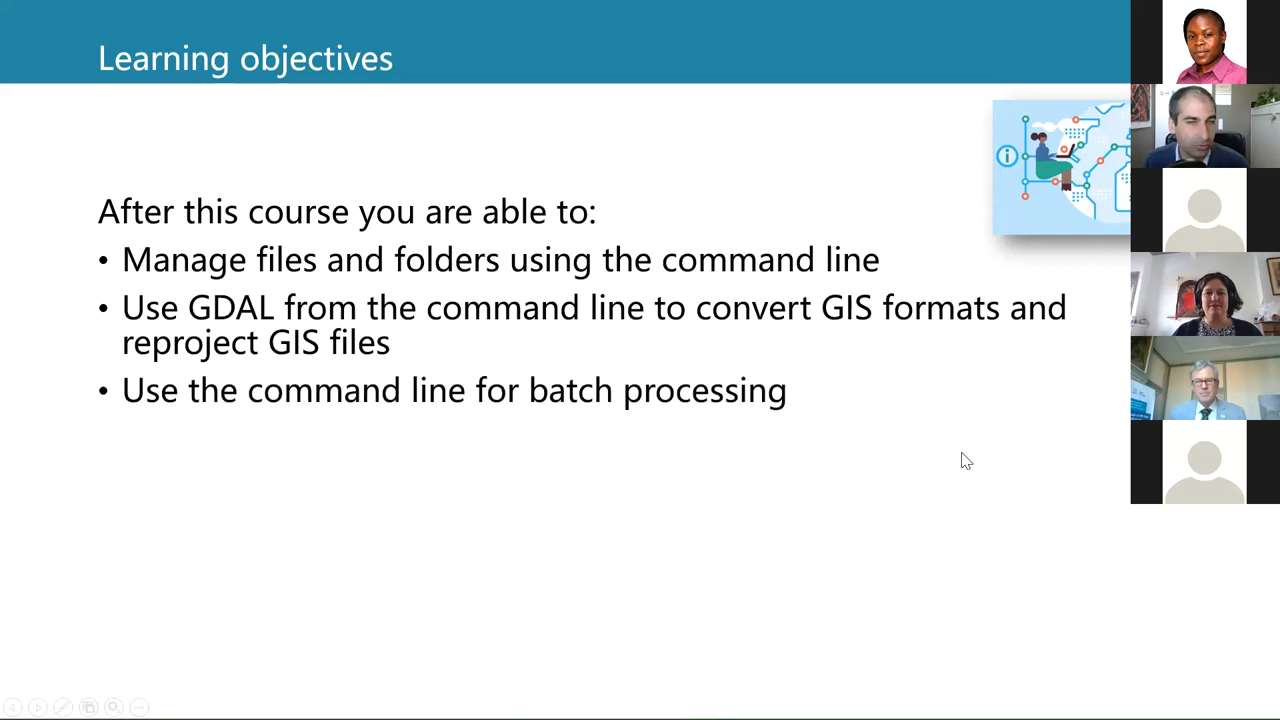 Learning objectives
After this course you are able to:
• Manage files and folders using the command line
• Use GDAL from the command line to convert GIS formats and
reproject GIS files
• Use the command line for batch processing